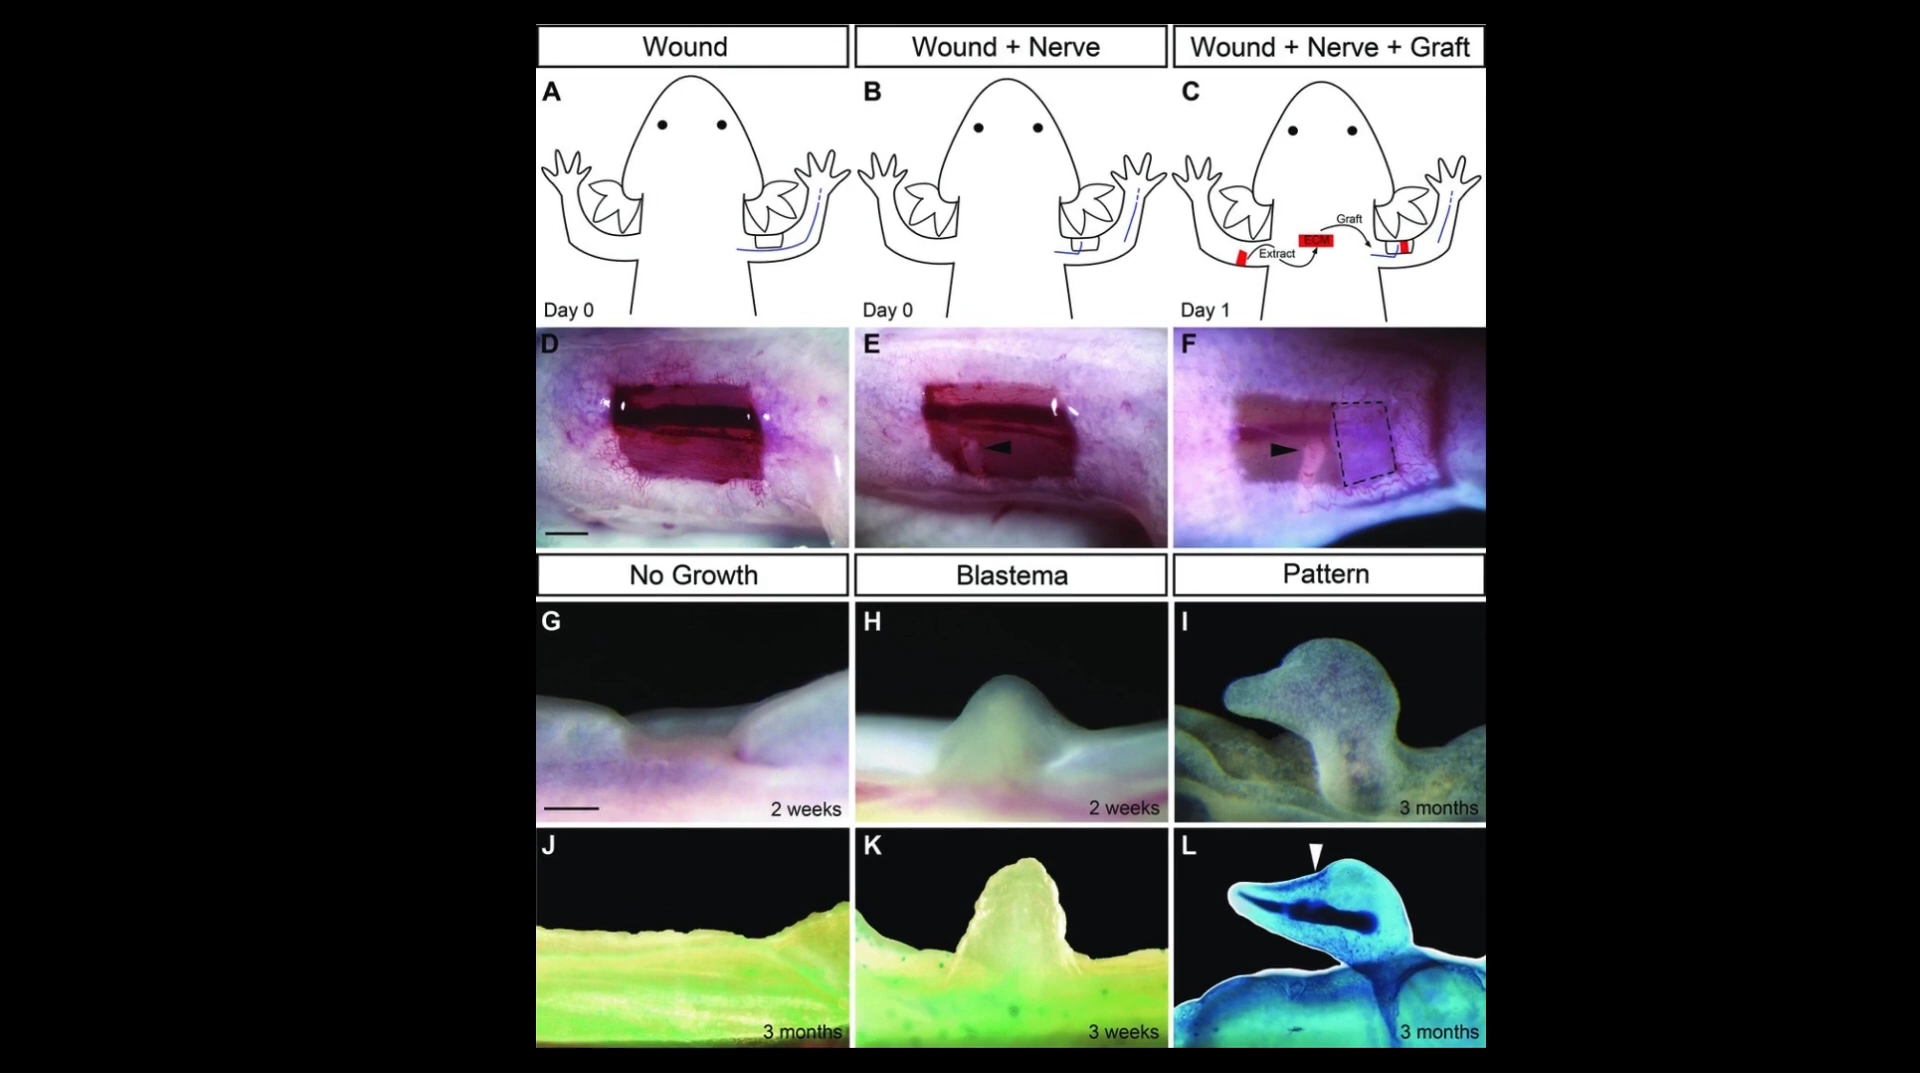 Wound
Wound + Nerve
Wound + Nerve + Graft
A
B
C
Graft
ECM
Extract
Day 0
Day 0
Day 1
D
E
F
No Growth
Blastema
Pattern
G
H
I
2 weeks
2 weeks
3 months
J
K
L
3 months
3 weeks
3 months